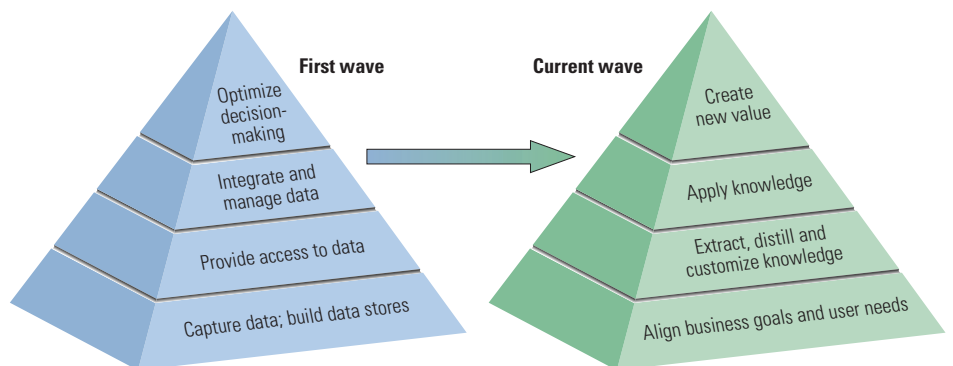 First wave
Optimize
decision-
making
Integrate and
manage data
Provide access to data
Capture data; build data stores
Current wave
Create
new value
Apply knowledge
Extract, distill and
customize knowledge
Align business goals and user needs